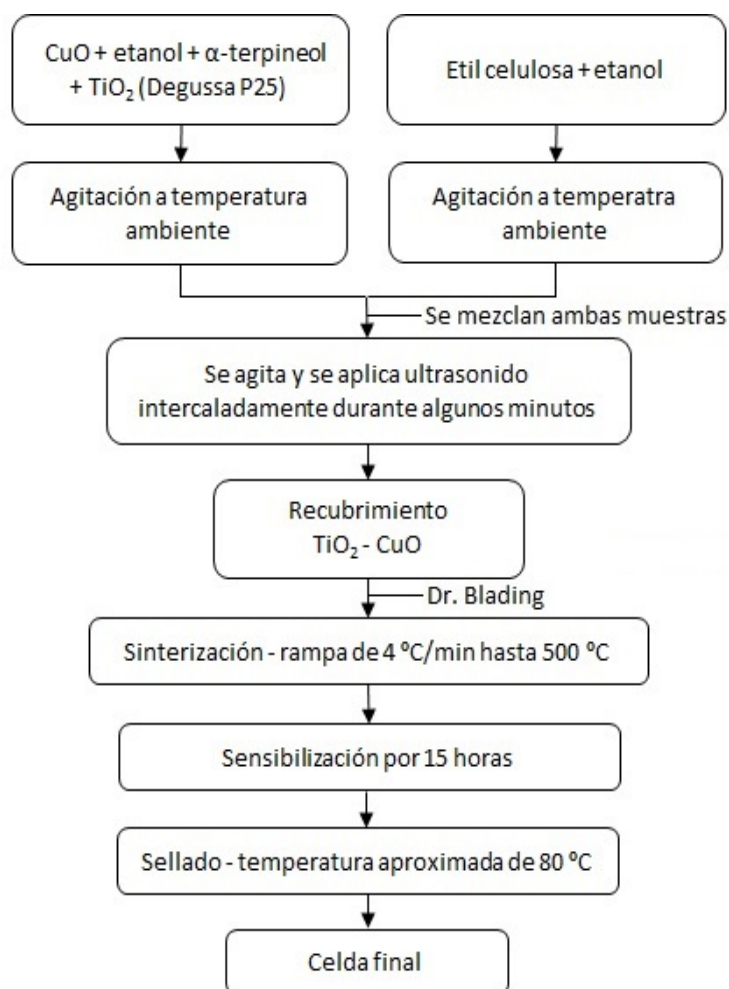 CuO + etanol + α-terpineol
+ TiO₂ (Degussa P25)
Etil celulosa + etanol
Agitación a temperatura
ambiente
Agitación a temperatra
ambiente
Se mezclan ambas muestras
Se agita y se aplica ultrasonido
intercaladamente durante algunos minutos
Recubrimiento
TiO₂ - CuO
Dr. Blading
Sinterización - rampa de 4 ºC/min hasta 500 ºC
Sensibilización por 15 horas
Sellado - temperatura aproximada de 80 ºC
Celda final